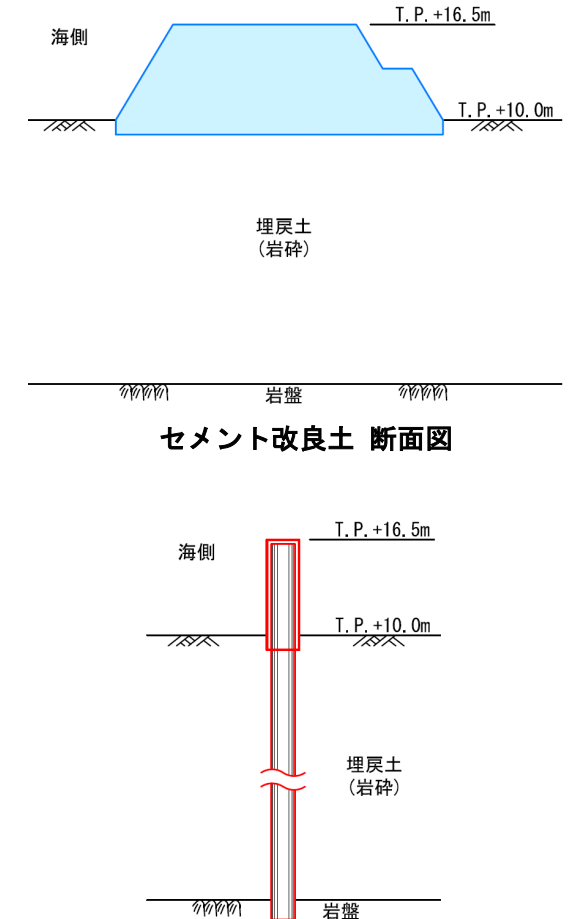 T.P.+16.5m
海側
T.P.+10.0m
埋戻土
（岩砕）
岩盤
セメント改良土 断面図
T.P.+16.5m
海側
T.P.+10.0m
埋戻土
（岩砕）
岩盤